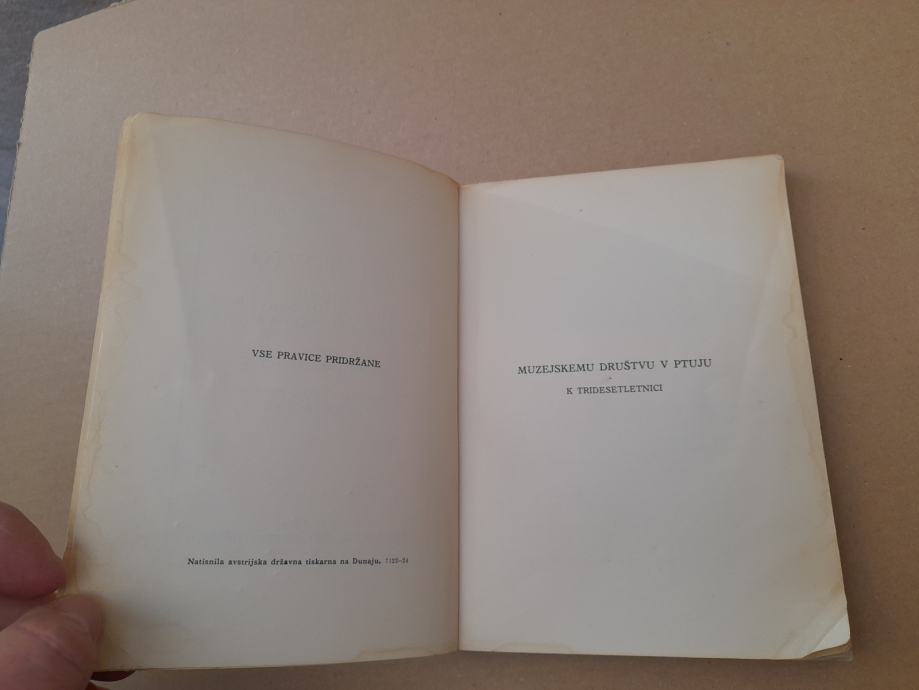 VSE PRAVICE PRIDRŽANE
Natisnila avstrijska državna tiskarna na Dunaju.
MUZEJSKEMU DRUŠTVU V PTUJU
K TRIDESETLETNICI